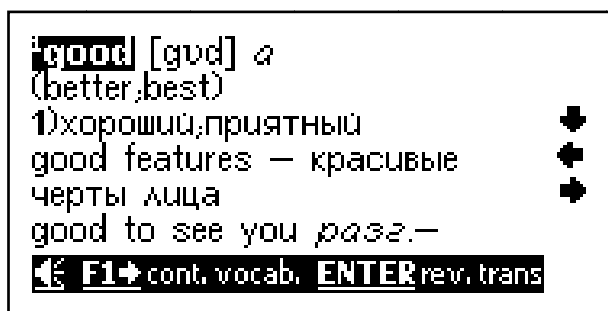 ¹good [gʊd] a
(better,best)
1)хороший,приятный
good features — красивые
черты лица
good to see you разг.—
F1➔ cont. vocab. ENTER rev. trans